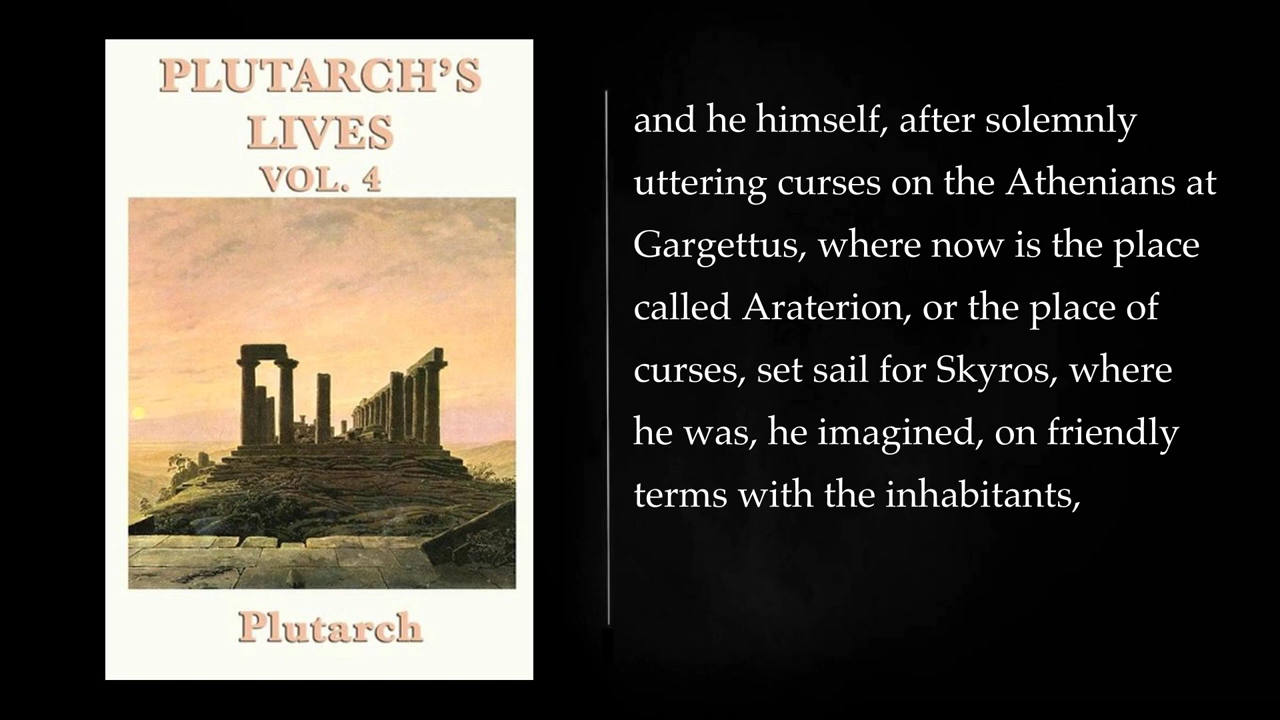 PLUTARCH'S
LIVES
VOL. 4
Plutarch
and he himself, after solemnly
uttering curses on the Athenians at
Gargettus, where now is the place
called Araterion, or the place of
curses, set sail for Skyros, where
he was, he imagined, on friendly
terms with the inhabitants,